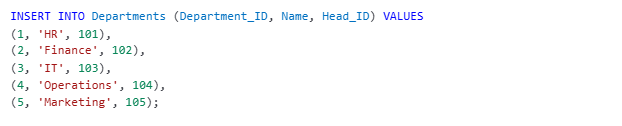 INSERT INTO Departments (Department_ID, Name, Head_ID) VALUES
(1, 'HR', 101),
(2, 'Finance', 102),
(3, 'IT', 103),
(4, 'Operations', 104),
(5, 'Marketing', 105);